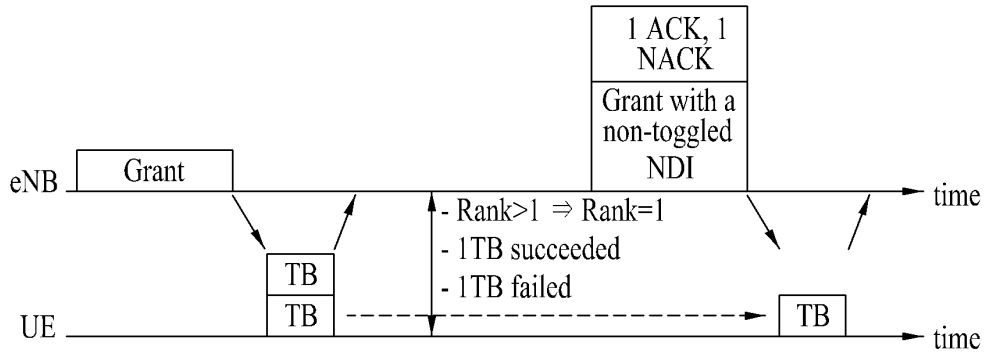 1 ACK, 1
NACK
Grant with a
non-toggled
NDI
Grant
eNB
time
- Rank>1 ⇒ Rank=1
- 1TB succeeded
- 1TB failed
TB
TB
TB
UE
time